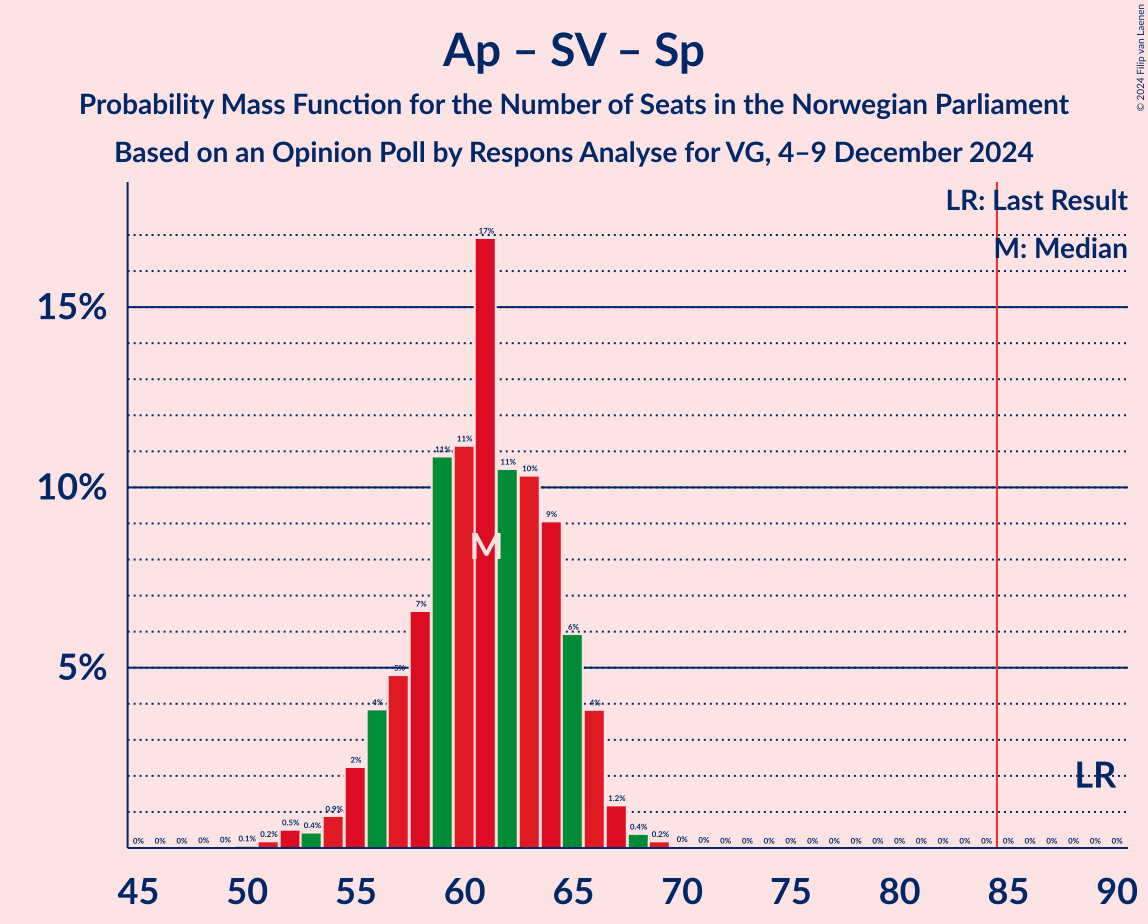 Ap – SV – Sp
Probability Mass Function for the Number of Seats in the Norwegian Parliament
Based on an Opinion Poll by Respons Analyse for VG, 4–9 December 2024
© 2024 Filip van Laenen
LR: Last Result
M: Median
15%
10%
5%
0% 0% 0% 0% 0% 0.1% 0.2% 0.5% 0.4% 0.9% 2% 4% 5% 7% 11% 11% 17% 11% 10% 9% 6% 4% 1.2% 0.4% 0.2% 0% 0% 0% 0% 0% 0% 0% 0% 0% 0% 0% 0% 0% 0% 0% 0% 0% 0% 0% 0% 0%
M
LR
45 50 55 60 65 70 75 80 85 90